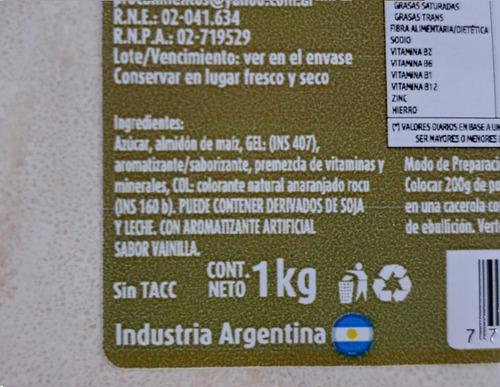 R.N.E.: 02-041.634
R.N.P.A.: 02-719529
Lote/Vencimiento: ver en el envase
Conservar en lugar fresco y seco
Ingredientes:
Azúcar, almidón de maíz, GEL: (INS 407),
aromatizante/saborizante, premezcla de vitaminas y
minerales, COL: colorante natural anaranjado rocu
(INS 160 b). PUEDE CONTENER DERIVADOS DE SOJA
Y LECHE. CON AROMATIZANTE ARTIFICIAL
SABOR VAINILLA.
Sin TACC
CONT.
NETO
1kg
Industria Argentina
GRASAS SATURADAS
GRASAS TRANS
FIBRA ALIMENTARIA/DIETÉTICA
SODIO
VITAMINA B2
VITAMINA B6
VITAMINA B1
VITAMINA B12
ZINC
HIERRO
(*) VALORES DIARIOS EN BASE A UN
SER MAYORES O MENORES
Modo de Prepara
Colocar 200g de
en una cacerola
de ebullición.
7 7